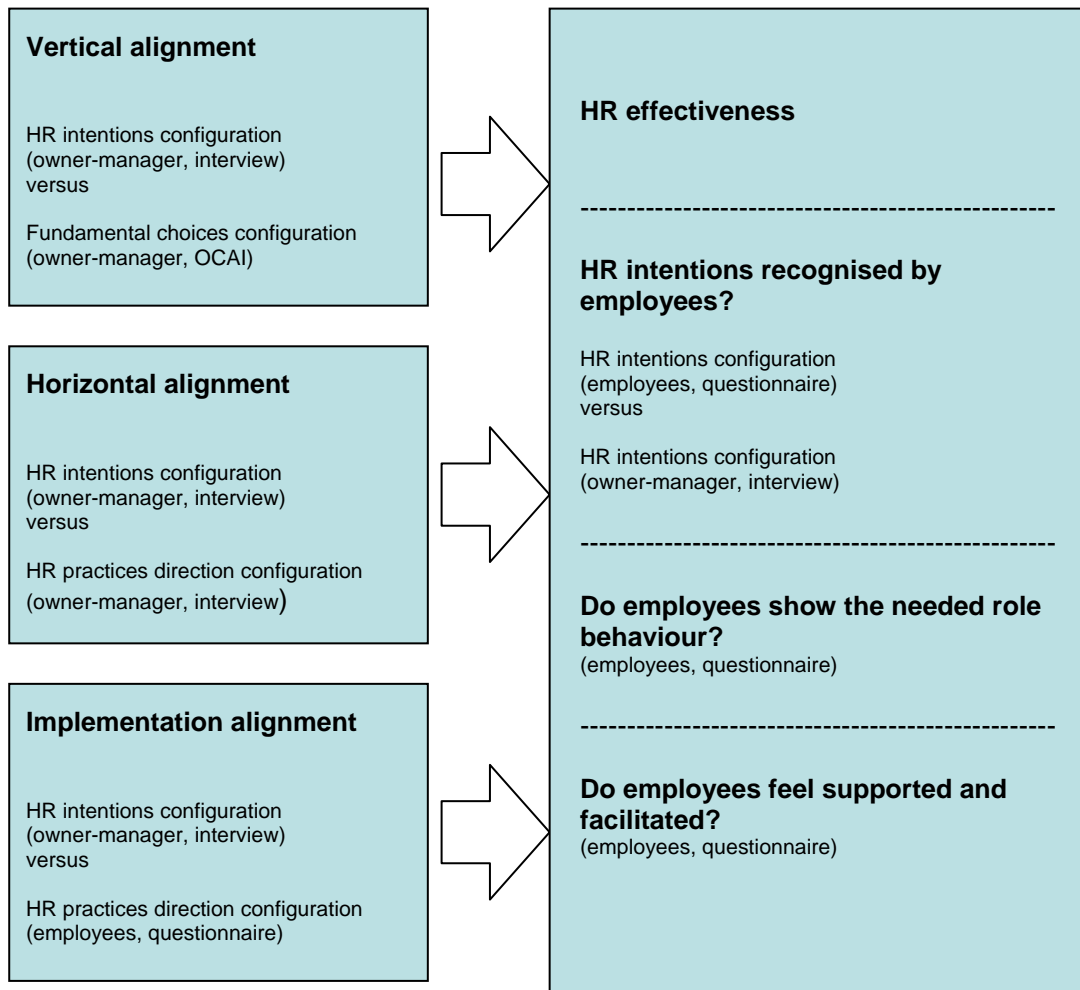 Vertical alignment
HR intentions configuration
(owner-manager, interview)
versus
Fundamental choices configuration
(owner-manager, OCAI)
Horizontal alignment
HR intentions configuration
(owner-manager, interview)
versus
HR practices direction configuration
(owner-manager, interview)
Implementation alignment
HR intentions configuration
(owner-manager, interview)
versus
HR practices direction configuration
(employees, questionnaire)
HR effectiveness
------------------------------------------------
HR intentions recognised by
employees?
HR intentions configuration
(employees, questionnaire)
versus
HR intentions configuration
(owner-manager, interview)
------------------------------------------------
Do employees show the needed role
behaviour?
(employees, questionnaire)
------------------------------------------------
Do employees feel supported and
facilitated?
(employees, questionnaire)